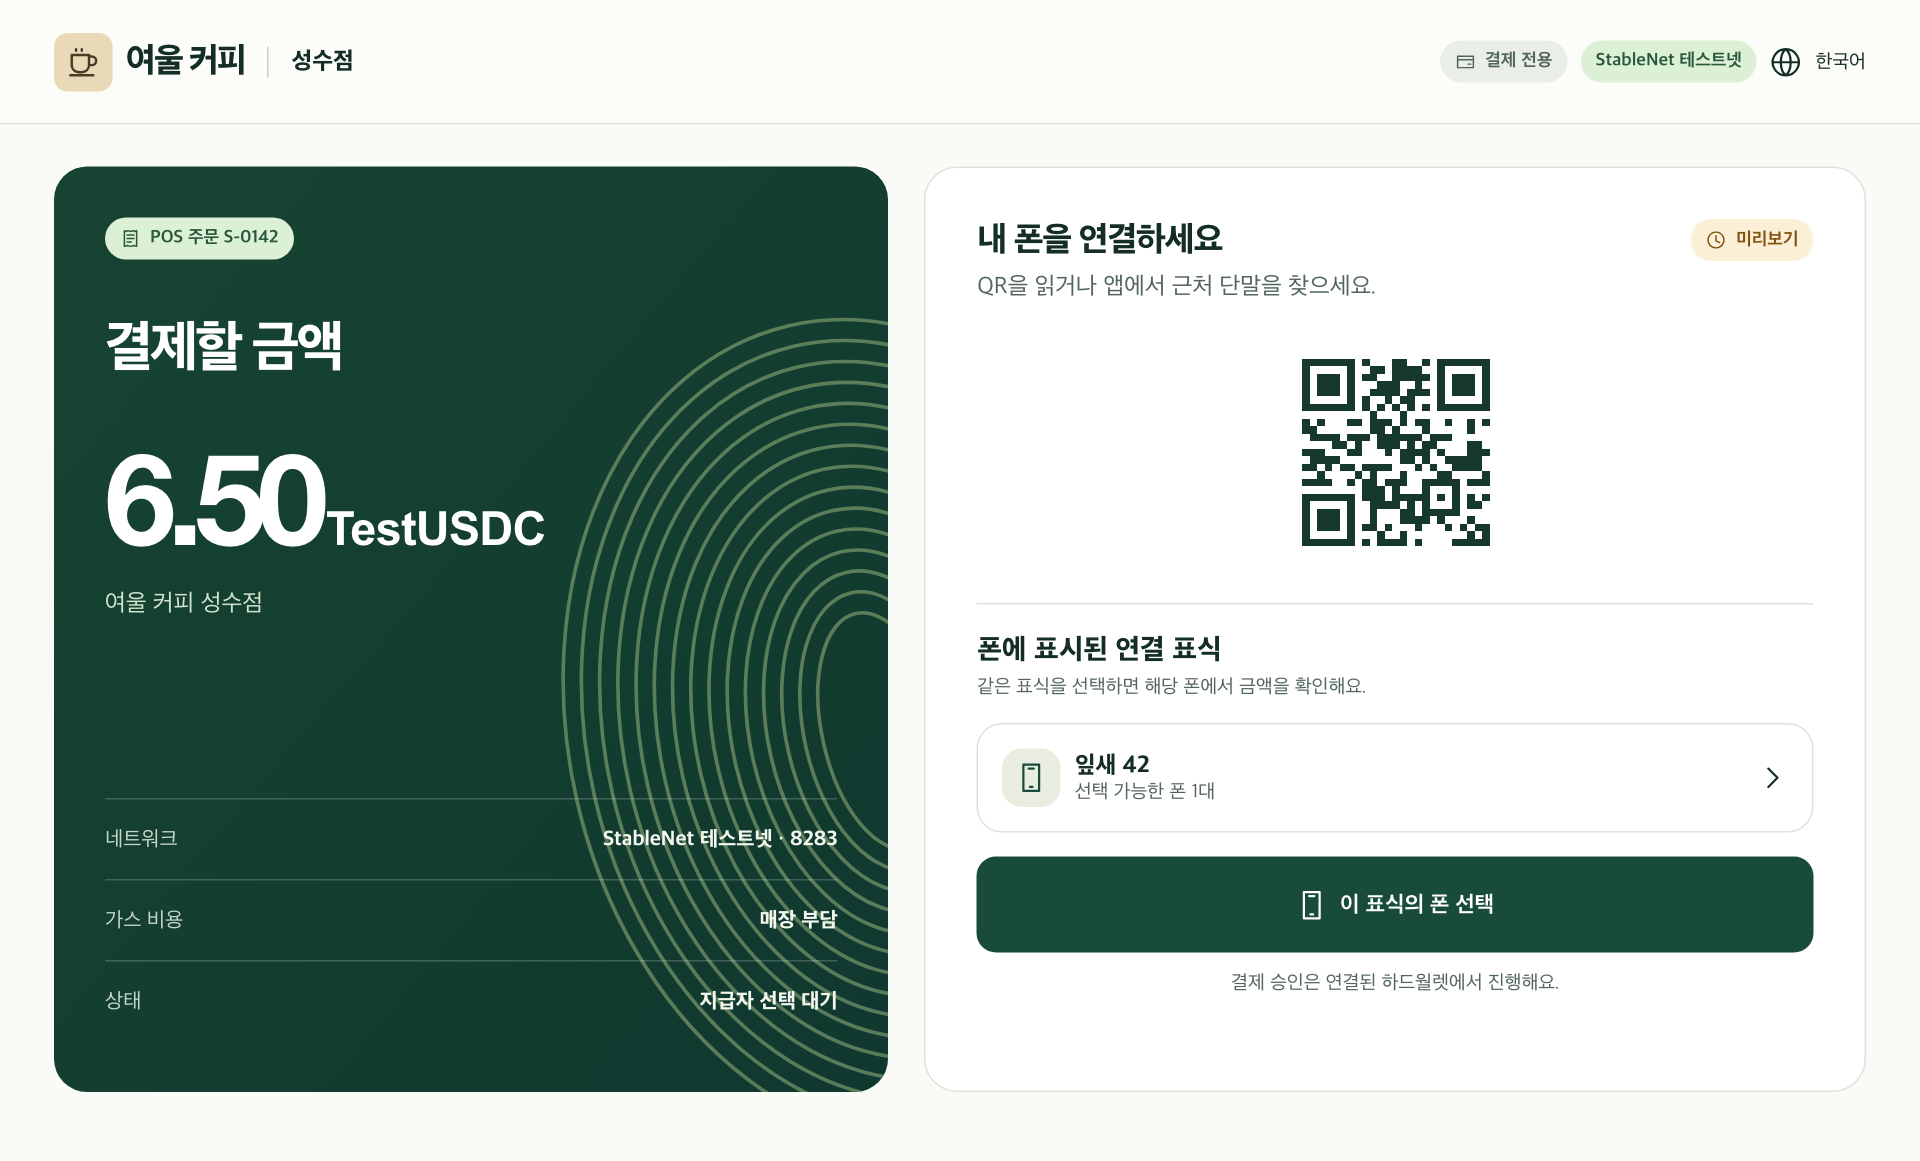 여울 커피
성수점
결제 전용
StableNet 테스트넷
한국어
POS 주문 S-0142
결제할 금액
6.50TestUSDC
여울 커피 성수점
네트워크
StableNet 테스트넷 · 8283
가스 비용
매장 부담
상태
지급자 선택 대기
내 폰을 연결하세요
미리보기
QR을 읽거나 앱에서 근처 단말을 찾으세요.
폰에 표시된 연결 표식
같은 표식을 선택하면 해당 폰에서 금액을 확인해요.
잎새 42
선택 가능한 폰 1대
이 표식의 폰 선택
결제 승인은 연결된 하드월렛에서 진행해요.